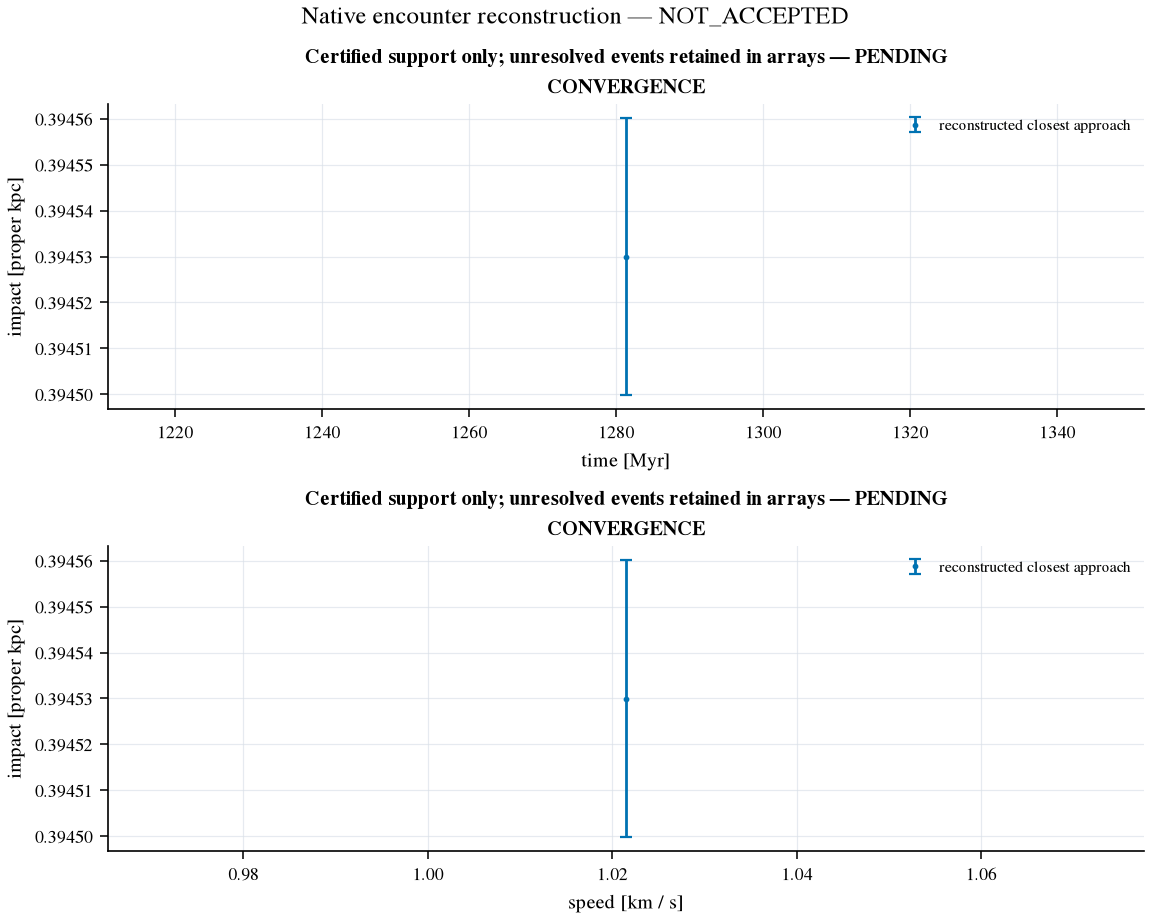 Native encounter reconstruction — NOT_ACCEPTED
Certified support only; unresolved events retained in arrays — PENDING
CONVERGENCE
0.39456
0.39455
0.39454
0.39453
0.39452
0.39451
0.39450
impact [proper kpc]
reconstructed closest approach
1220
1240
1260
1280
1300
1320
1340
time [Myr]
Certified support only; unresolved events retained in arrays — PENDING
CONVERGENCE
0.39456
0.39455
0.39454
0.39453
0.39452
0.39451
0.39450
impact [proper kpc]
reconstructed closest approach
0.98
1.00
1.02
1.04
1.06
speed [km / s]